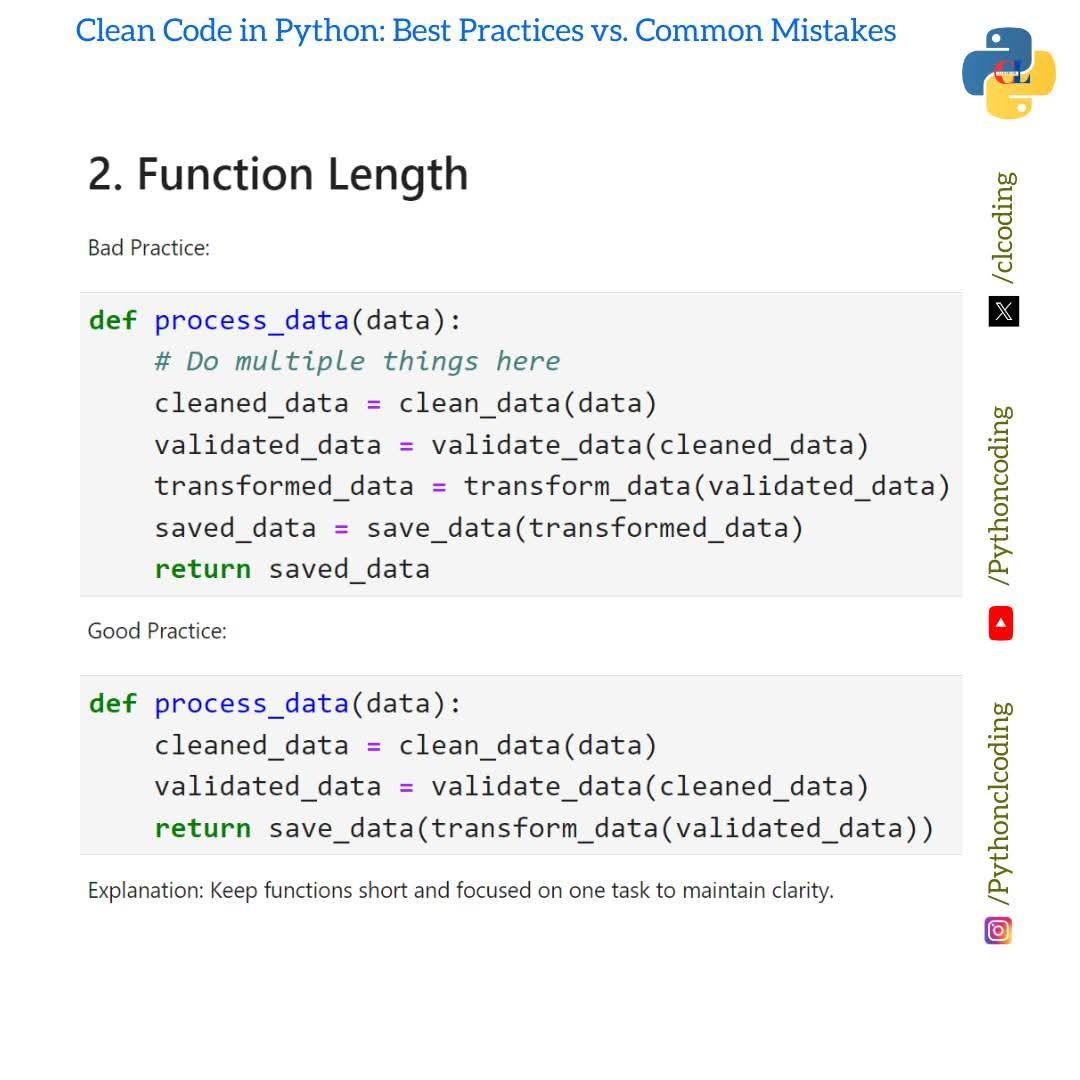 Clean Code in Python: Best Practices vs. Common Mistakes
2. Function Length
Bad Practice:
def process_data(data):
    # Do multiple things here
    cleaned_data = clean_data(data)
    validated_data = validate_data(cleaned_data)
    transformed_data = transform_data(validated_data)
    saved_data = save_data(transformed_data)
    return saved_data
Good Practice:
def process_data(data):
    cleaned_data = clean_data(data)
    validated_data = validate_data(cleaned_data)
    return save_data(transform_data(validated_data))
Explanation: Keep functions short and focused on one task to maintain clarity.
CL
/clcoding
/Pythoncoding
/Pythonclcoding